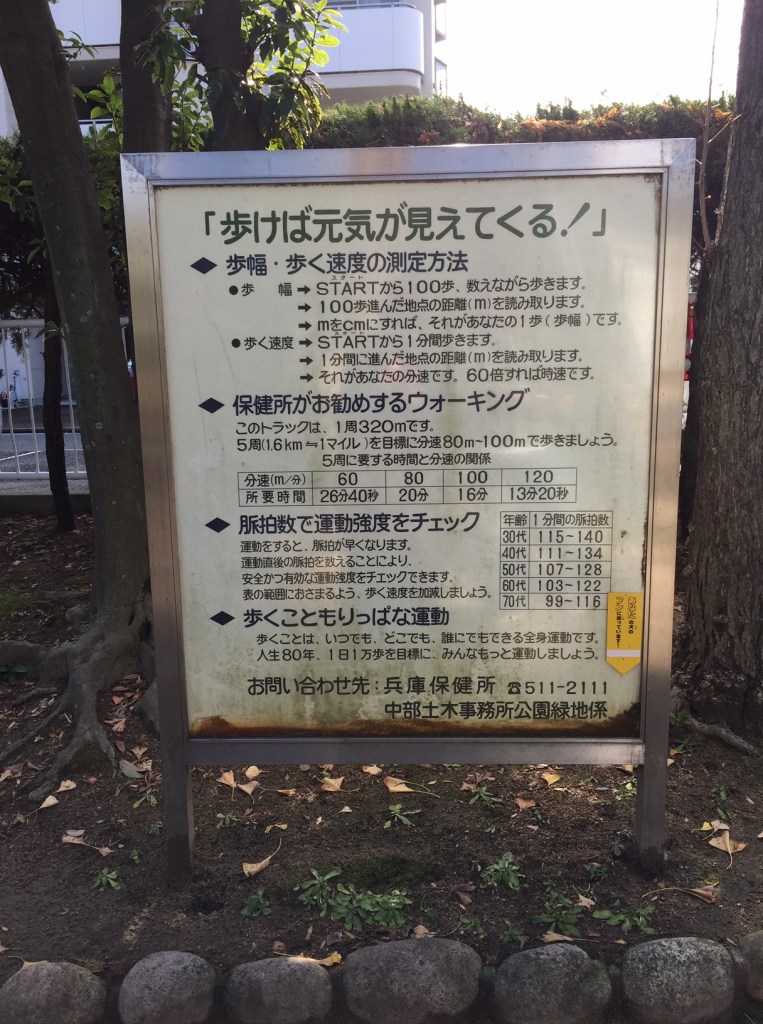 「歩けば元気が見えてくる!」
◆ 歩幅・歩く速度の測定方法
スタート
●歩 幅 → STARTから100歩、数えながら歩きます。
→ 100歩進んだ地点の距離(m)を読み取ります。
→ mをcmにすれば、それがあなたの1歩(歩幅)です。
スタート
●歩く速度 → STARTから1分間歩きます。
→ 1分間に進んだ地点の距離(m)を読み取ります。
→ それがあなたの分速です。60倍すれば時速です。
◆ 保健所がお勧めするウォーキング
このトラックは、1周320mです。
5周(1.6km≒1マイル)を目標に分速80m~100mで歩きましょう。
5周に要する時間と分速の関係
分速(m/分) 60 80 100 120
所要時間 26分40秒 20分 16分 13分20秒
◆ 脈拍数で運動強度をチェック
運動をすると、脈拍が早くなります。
運動直後の脈拍を数えることにより、
安全かつ有効な運動強度をチェックできます。
表の範囲におさまるよう、歩く速度を加減しましょう。
年齢 1分間の脈拍数
30代 115~140
40代 111~134
50代 107~128
60代 103~122
70代 99~116
◆ 歩くこともりっぱな運動
歩くことは、いつでも、どこでも、誰にでもできる全身運動です。
人生80年、1日1万歩を目標に、みんなもっと運動しましょう。
あなたの犬の
フンに困っています!
お問い合わせ先:兵庫保健所 ☎511-2111
中部土木事務所公園緑地係